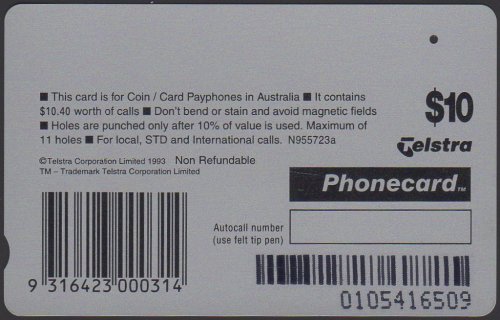 ■ This card is for Coin / Card Payphones in Australia ■ It contains
$10.40 worth of calls ■ Don't bend or stain and avoid magnetic fields
■ Holes are punched only after 10% of value is used. Maximum of
11 holes ■ For local, STD and International calls. N955723a
©Telstra Corporation Limited 1993 Non Refundable
TM – Trademark Telstra Corporation Limited
$10
Telstra
Phonecard™
Autocall number
(use felt tip pen)
9 316423 000314
0105416509